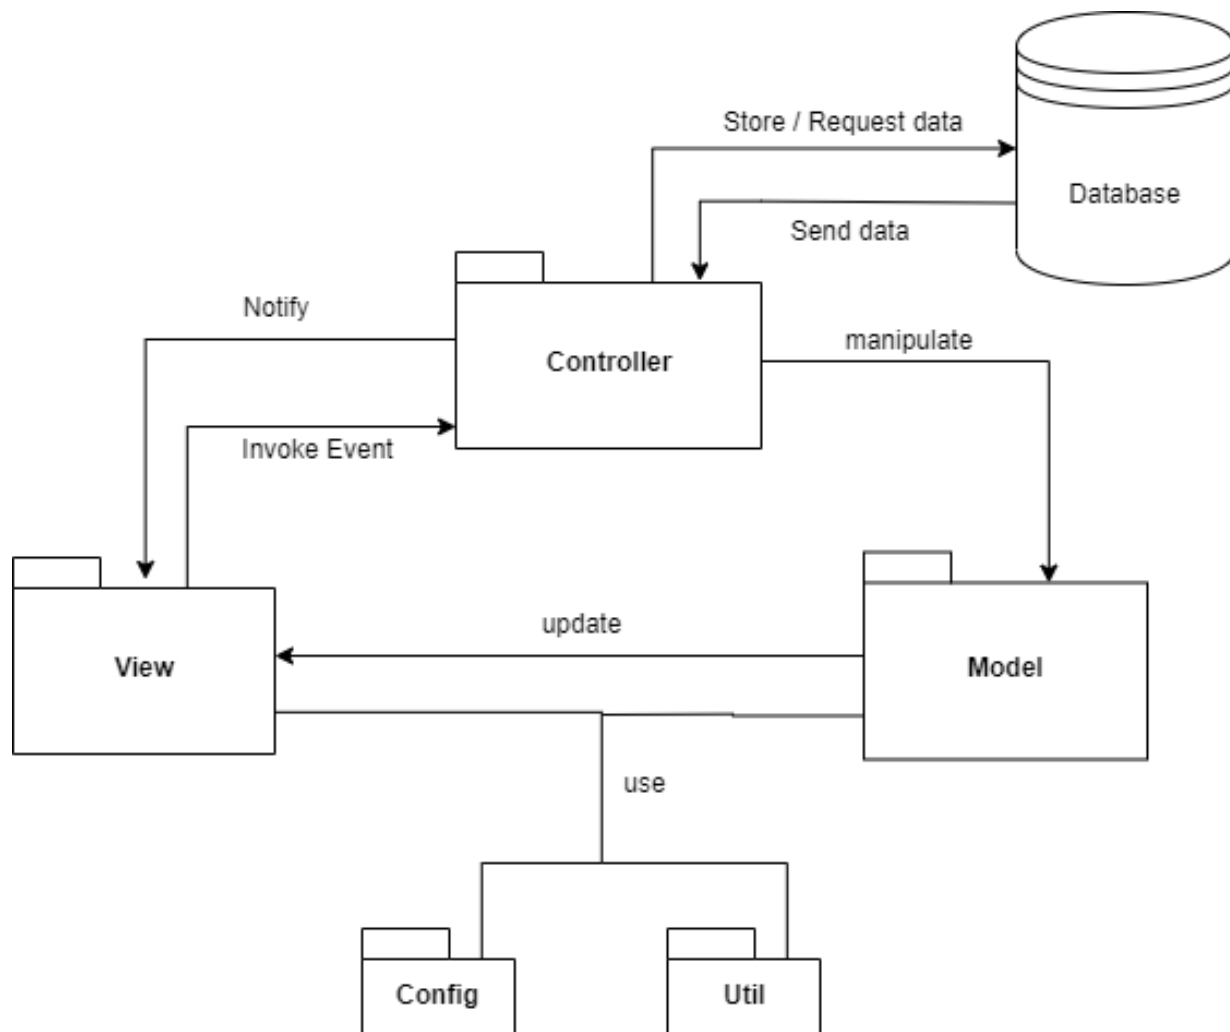 Store / Request data
Database
Send data
Notify
manipulate
Controller
Invoke Event
update
View
Model
use
Config
Util